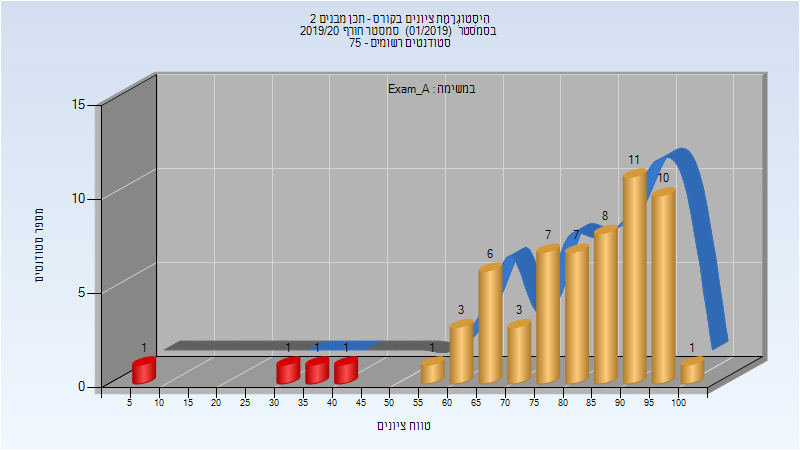 היסטוגרמת ציונים בקורס - תכן מבנים 2
בסמסטר (01/2019) סמסטר חורף 2019/20
סטודנטים רשומים - 75
במשימה : Exam_A
מספר סטודנטים
15
10
5
0
1 1 1 1 1 3 6 3 7 7 8 11 10 1
5 10 15 20 25 30 35 40 45 50 55 60 65 70 75 80 85 90 95 100
טווח ציונים